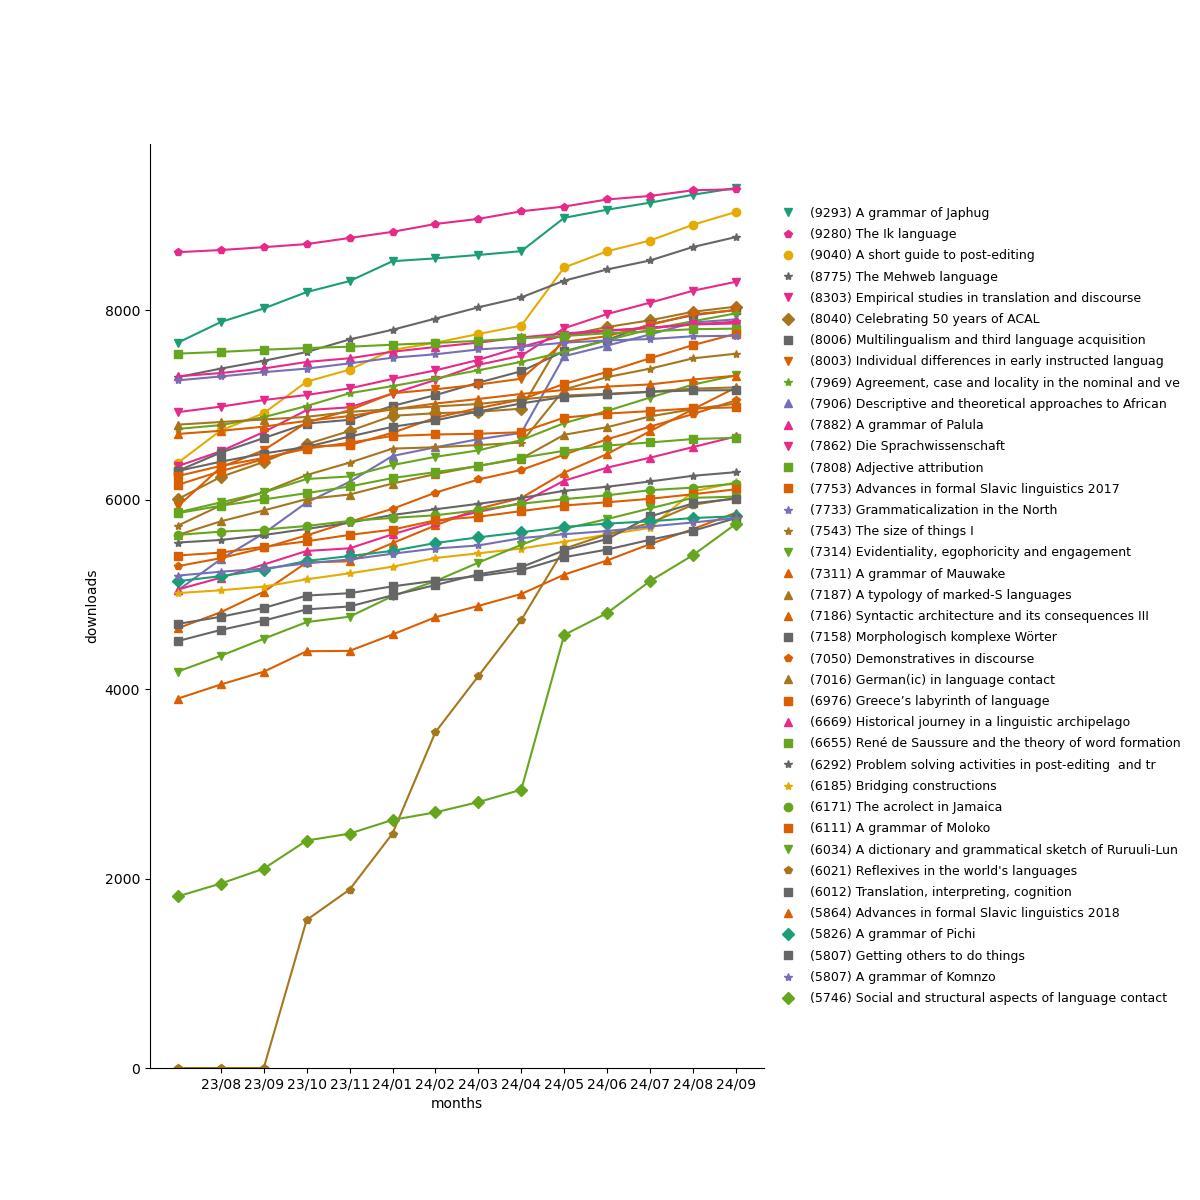 8000
6000
4000
2000
0
downloads
23/08 23/09 23/10 23/11 24/01 24/02 24/03 24/04 24/05 24/06 24/07 24/08 24/09
months
(9293) A grammar of Japhug
(9280) The Ik language
(9040) A short guide to post-editing
(8775) The Mehweb language
(8303) Empirical studies in translation and discourse
(8040) Celebrating 50 years of ACAL
(8006) Multilingualism and third language acquisition
(8003) Individual differences in early instructed languag
(7969) Agreement, case and locality in the nominal and ve
(7906) Descriptive and theoretical approaches to African
(7882) A grammar of Palula
(7862) Die Sprachwissenschaft
(7808) Adjective attribution
(7753) Advances in formal Slavic linguistics 2017
(7733) Grammaticalization in the North
(7543) The size of things I
(7314) Evidentiality, egophoricity and engagement
(7311) A grammar of Mauwake
(7187) A typology of marked-S languages
(7186) Syntactic architecture and its consequences III
(7158) Morphologisch komplexe Wörter
(7050) Demonstratives in discourse
(7016) German(ic) in language contact
(6976) Greece’s labyrinth of language
(6669) Historical journey in a linguistic archipelago
(6655) René de Saussure and the theory of word formation
(6292) Problem solving activities in post-editing  and tr
(6185) Bridging constructions
(6171) The acrolect in Jamaica
(6111) A grammar of Moloko
(6034) A dictionary and grammatical sketch of Ruruuli-Lun
(6021) Reflexives in the world's languages
(6012) Translation, interpreting, cognition
(5864) Advances in formal Slavic linguistics 2018
(5826) A grammar of Pichi
(5807) Getting others to do things
(5807) A grammar of Komnzo
(5746) Social and structural aspects of language contact